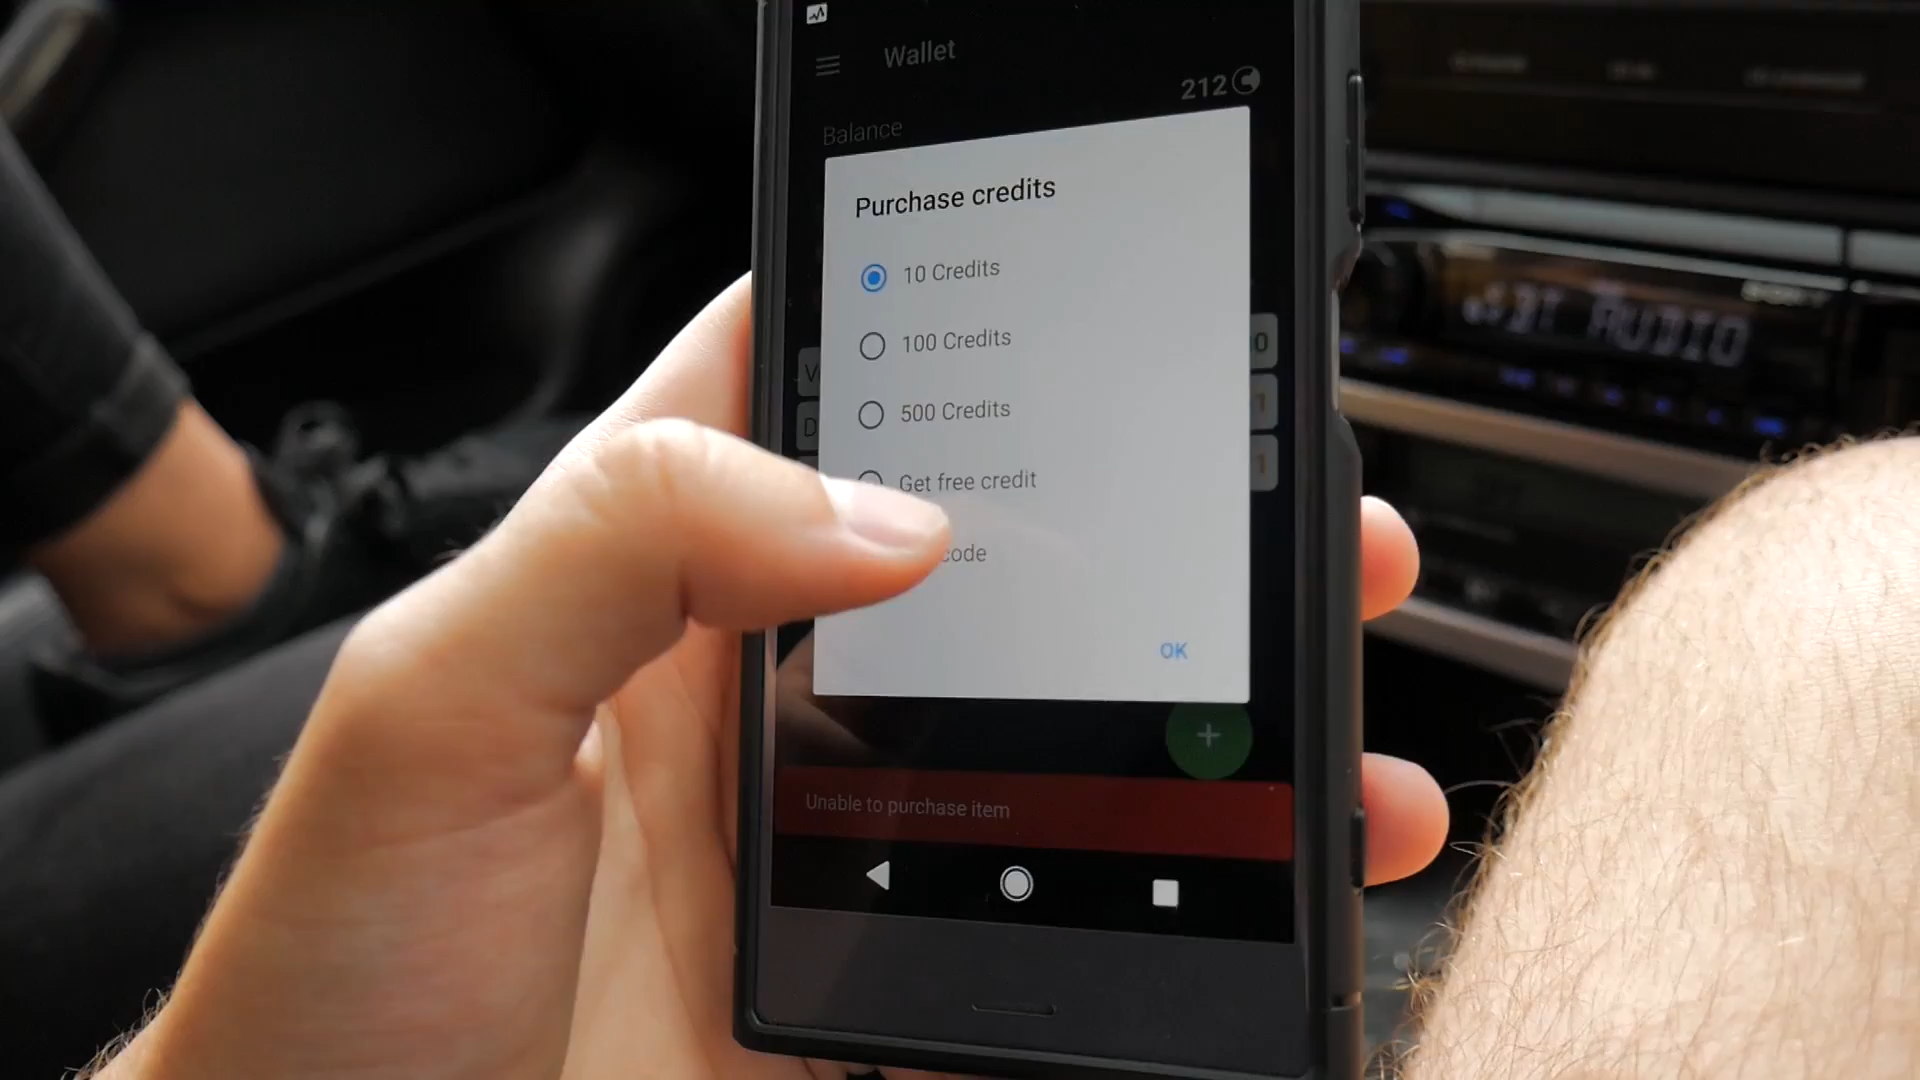 Wallet
212
Balance
Purchase credits
10 Credits
100 Credits
500 Credits
Get free credit
code
OK
+
Unable to purchase item
AUDIO